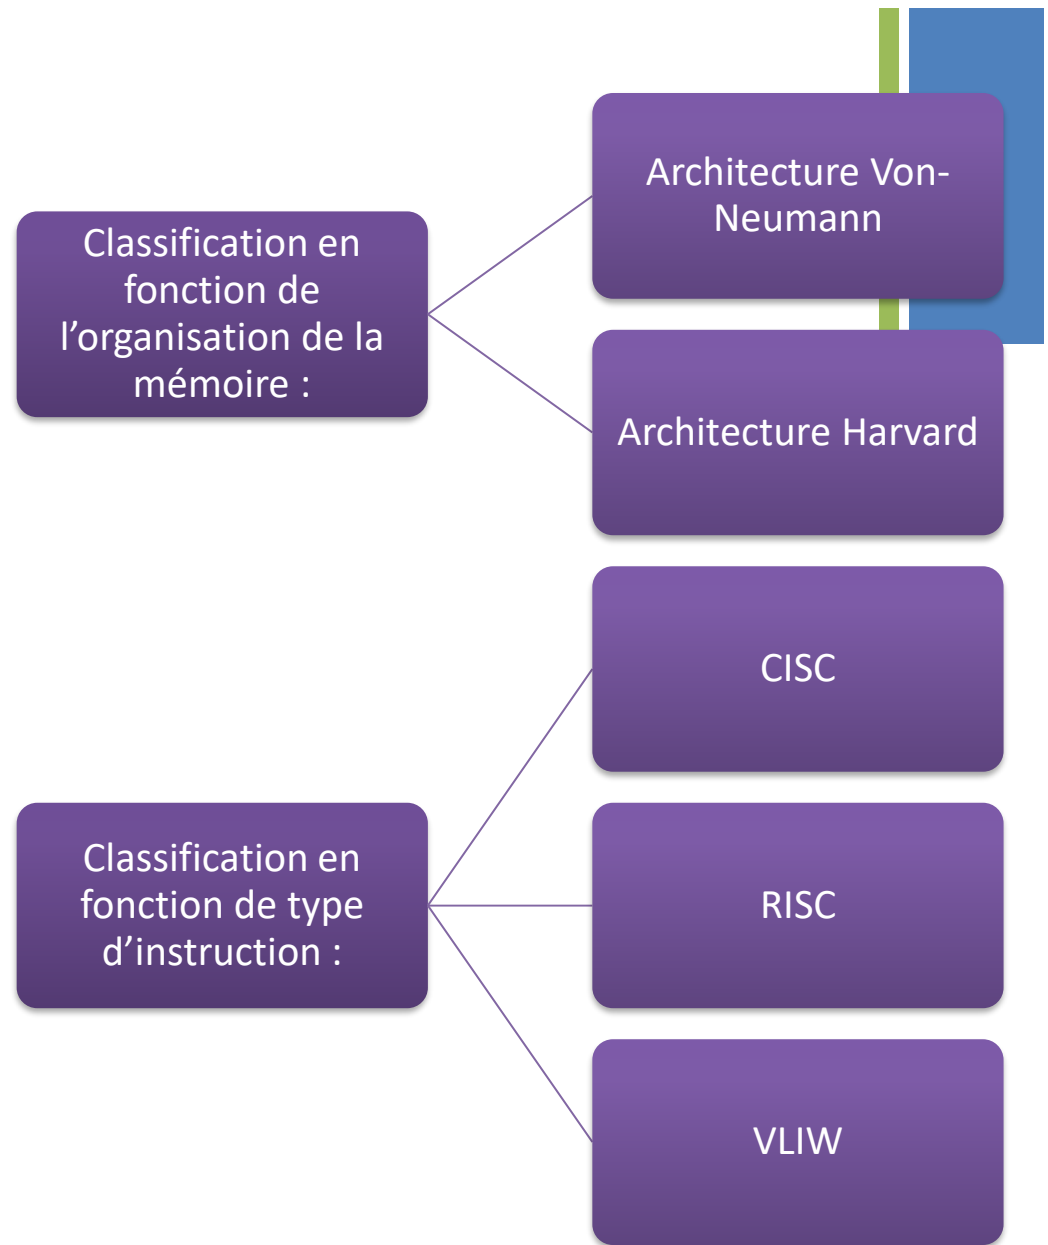 Classification en
fonction de
l’organisation de la
mémoire :
Architecture Von-
Neumann
Architecture Harvard
Classification en
fonction de type
d’instruction :
CISC
RISC
VLIW